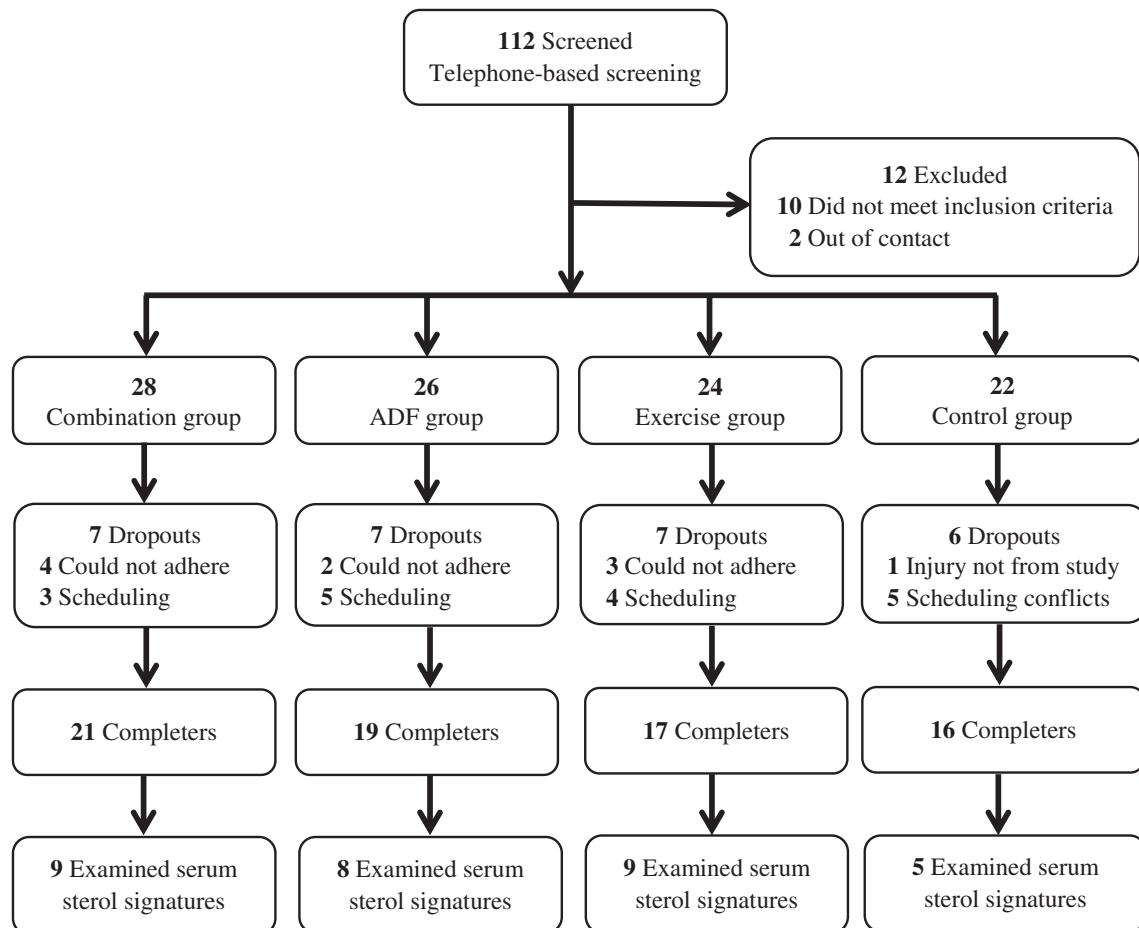 112 Screened
Telephone-based screening
12 Excluded
10 Did not meet inclusion criteria
2 Out of contact
28
Combination group
26
ADF group
24
Exercise group
22
Control group
7 Dropouts
4 Could not adhere
3 Scheduling
7 Dropouts
2 Could not adhere
5 Scheduling
7 Dropouts
3 Could not adhere
4 Scheduling
6 Dropouts
1 Injury not from study
5 Scheduling conflicts
21 Completers
19 Completers
17 Completers
16 Completers
9 Examined serum
sterol signatures
8 Examined serum
sterol signatures
9 Examined serum
sterol signatures
5 Examined serum
sterol signatures